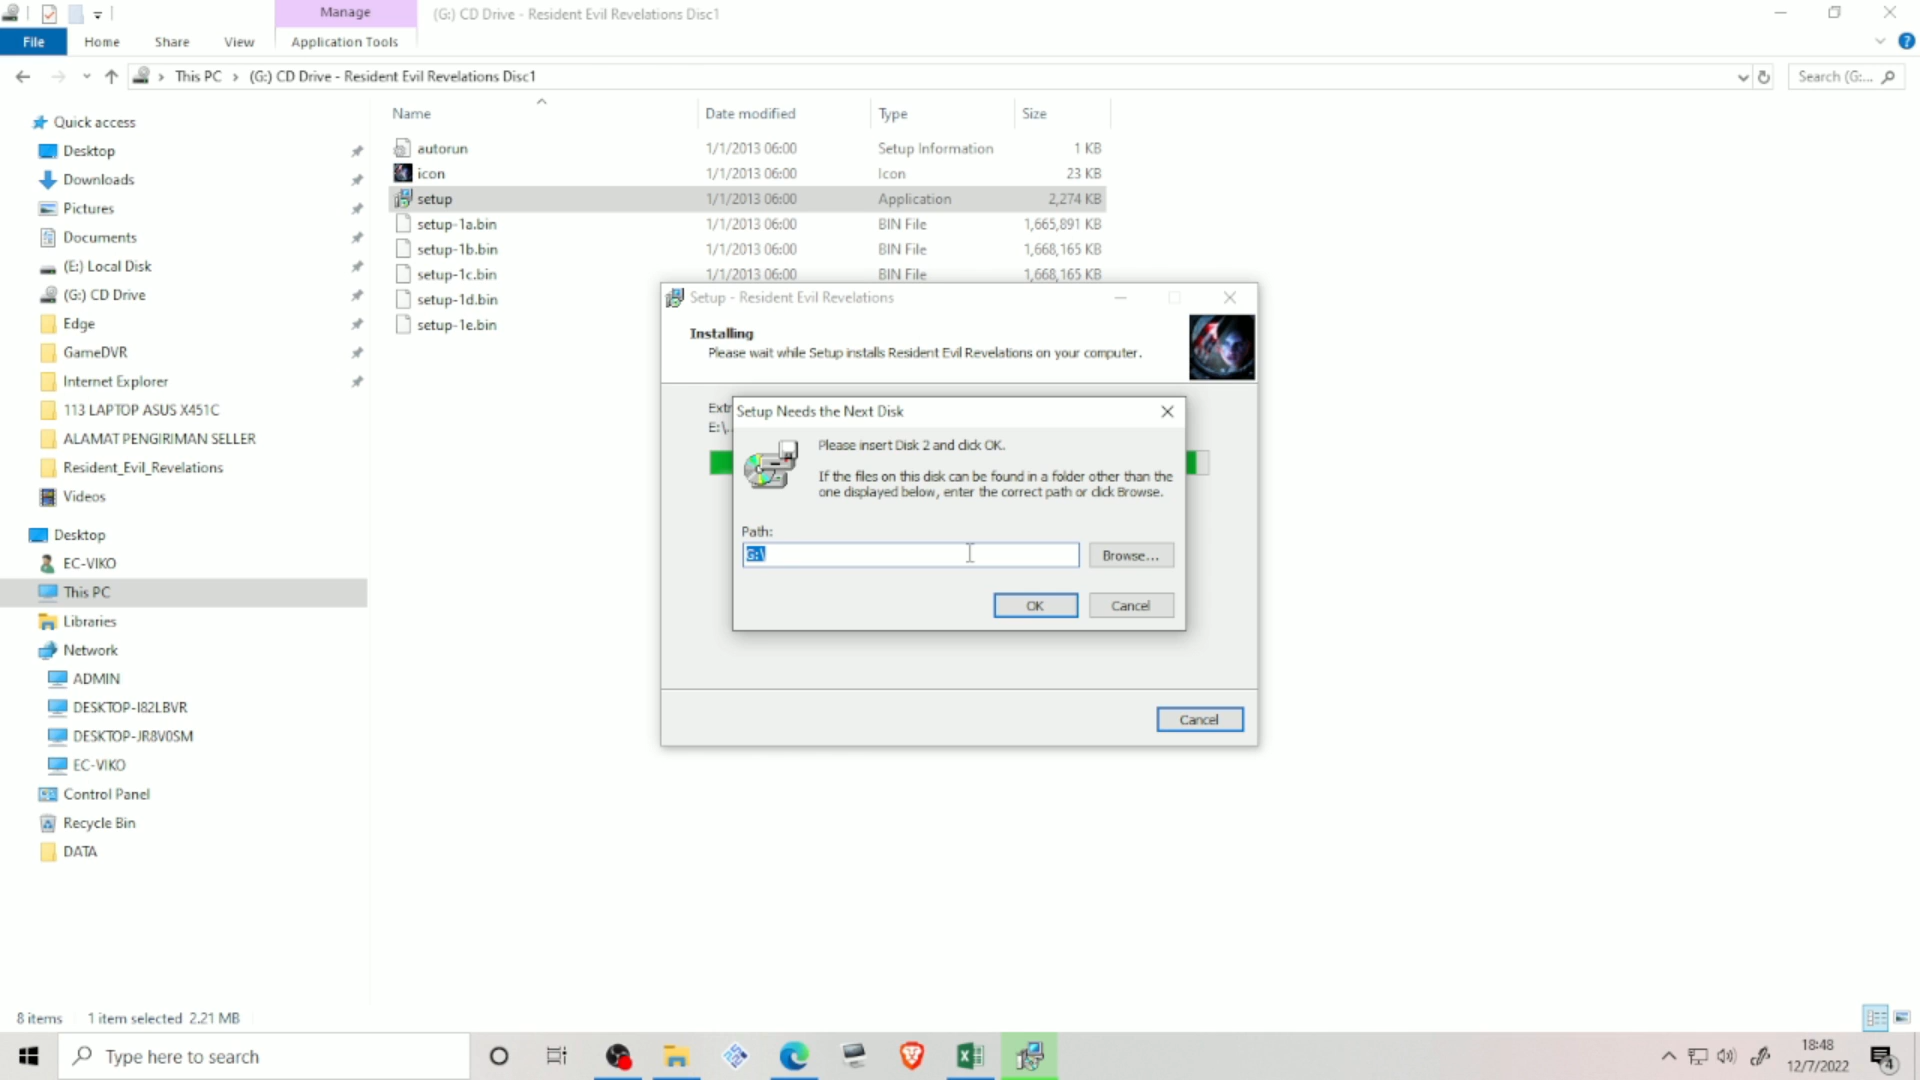 Manage
(G:) CD Drive - Resident Evil Revelations Disc1
File
Home
Share
View
Application Tools
This PC
(G:) CD Drive - Resident Evil Revelations Disc1
Search (G:...
Name
Date modified
Type
Size
autorun
1/1/2013 06:00
Setup Information
1 KB
icon
1/1/2013 06:00
Icon
23 KB
setup
1/1/2013 06:00
Application
2,274 KB
setup-1a.bin
1/1/2013 06:00
BIN File
1,665,891 KB
setup-1b.bin
1/1/2013 06:00
BIN File
1,668,165 KB
setup-1c.bin
1/1/2013 06:00
BIN File
1,668,165 KB
setup-1d.bin
setup-1e.bin
Quick access
Desktop
Downloads
Pictures
Documents
(E:) Local Disk
(G:) CD Drive
Edge
GameDVR
Internet Explorer
113 LAPTOP ASUS X451C
ALAMAT PENGIRIMAN SELLER
Resident_Evil_Revelations
Videos
Desktop
EC-VIKO
This PC
Libraries
Network
ADMIN
DESKTOP-I82LBVR
DESKTOP-JR8V0SM
EC-VIKO
Control Panel
Recycle Bin
DATA
Setup - Resident Evil Revelations
Installing
Please wait while Setup installs Resident Evil Revelations on your computer.
Extr
E:\..
Setup Needs the Next Disk
Please insert Disk 2 and click OK.
If the files on this disk can be found in a folder other than the
one displayed below, enter the correct path or click Browse.
Path:
G:\
Browse...
OK
Cancel
Cancel
8 items
1 item selected 2.21 MB
Type here to search
18:48
12/7/2022
4